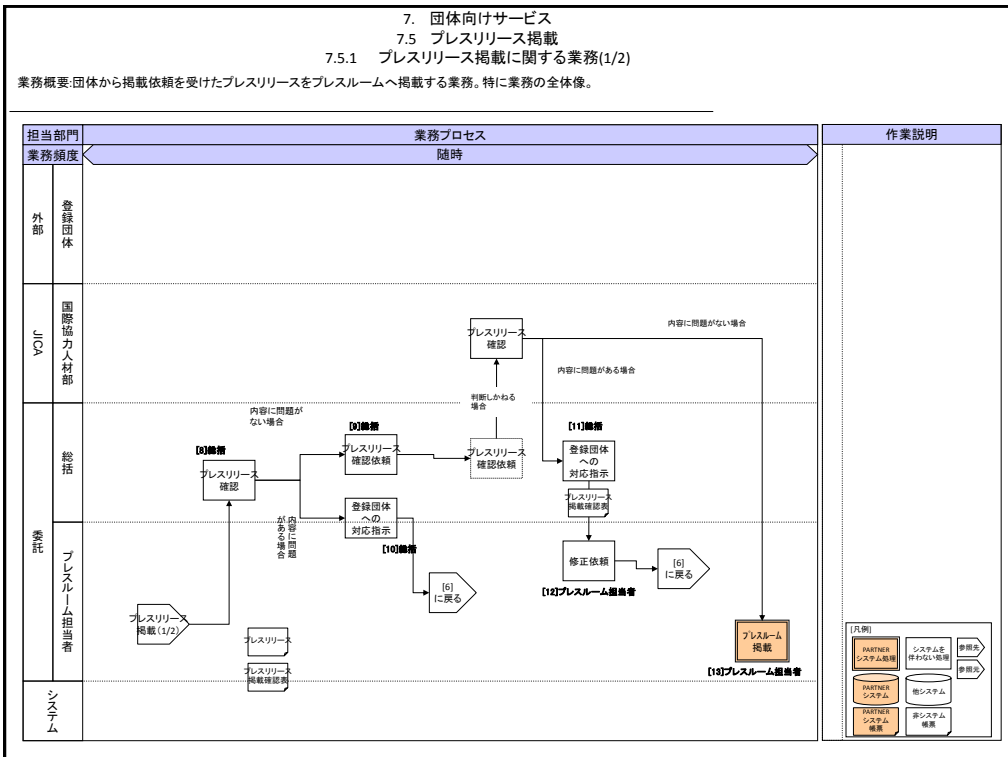 7. 団体向けサービス
7.5 プレスリリース掲載
7.5.1 プレスリリース掲載に関する業務(1/2)
業務概要:団体から掲載依頼を受けたプレスリリースをプレスルームへ掲載する業務。特に業務の全体像。
担当部門
業務プロセス
作業説明
業務頻度
随時
外部
登録団体
JICA
国際協力人材部
プレスリリース
確認
内容に問題がない場合
内容に問題がある場合
判断しかねる
場合
委託
総括
内容に問題が
ない場合
[8]総括
プレスリリース
確認
[9]総括
プレスリリース
確認依頼
プレスリリース
確認依頼
[11]総括
登録団体
への
対応指示
プレスリリース
掲載確認表
内容に問題
がある場合
登録団体
への
対応指示
[10]総括
プレスルーム担当者
[6]
に戻る
修正依頼
[12]プレスルーム担当者
[6]
に戻る
プレスリリース
掲載(1/2)
プレスリリース
プレスリリース
掲載確認表
プレスルーム
掲載
[13]プレスルーム担当者
システム
[凡例]
PARTNER
システム処理
システムを
伴わない処理
参照先
参照元
PARTNER
システム
他システム
PARTNER
システム
帳票
非システム
帳票